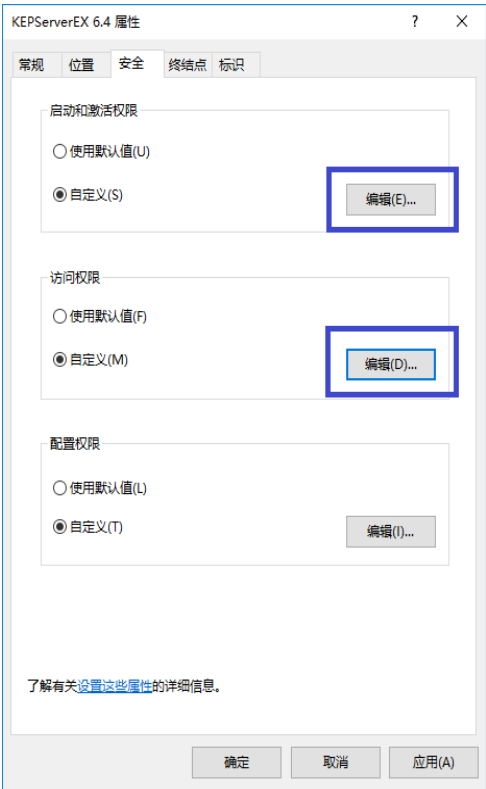 KEPServerEX 6.4 属性 ? ×
常规 位置 安全 终结点 标识
启动和激活权限
使用默认值(U)
自定义(S) 编辑(E)...
访问权限
使用默认值(F)
自定义(M) 编辑(D)...
配置权限
使用默认值(L)
自定义(T) 编辑(I)...
了解有关设置这些属性的详细信息。
确定 取消 应用(A)